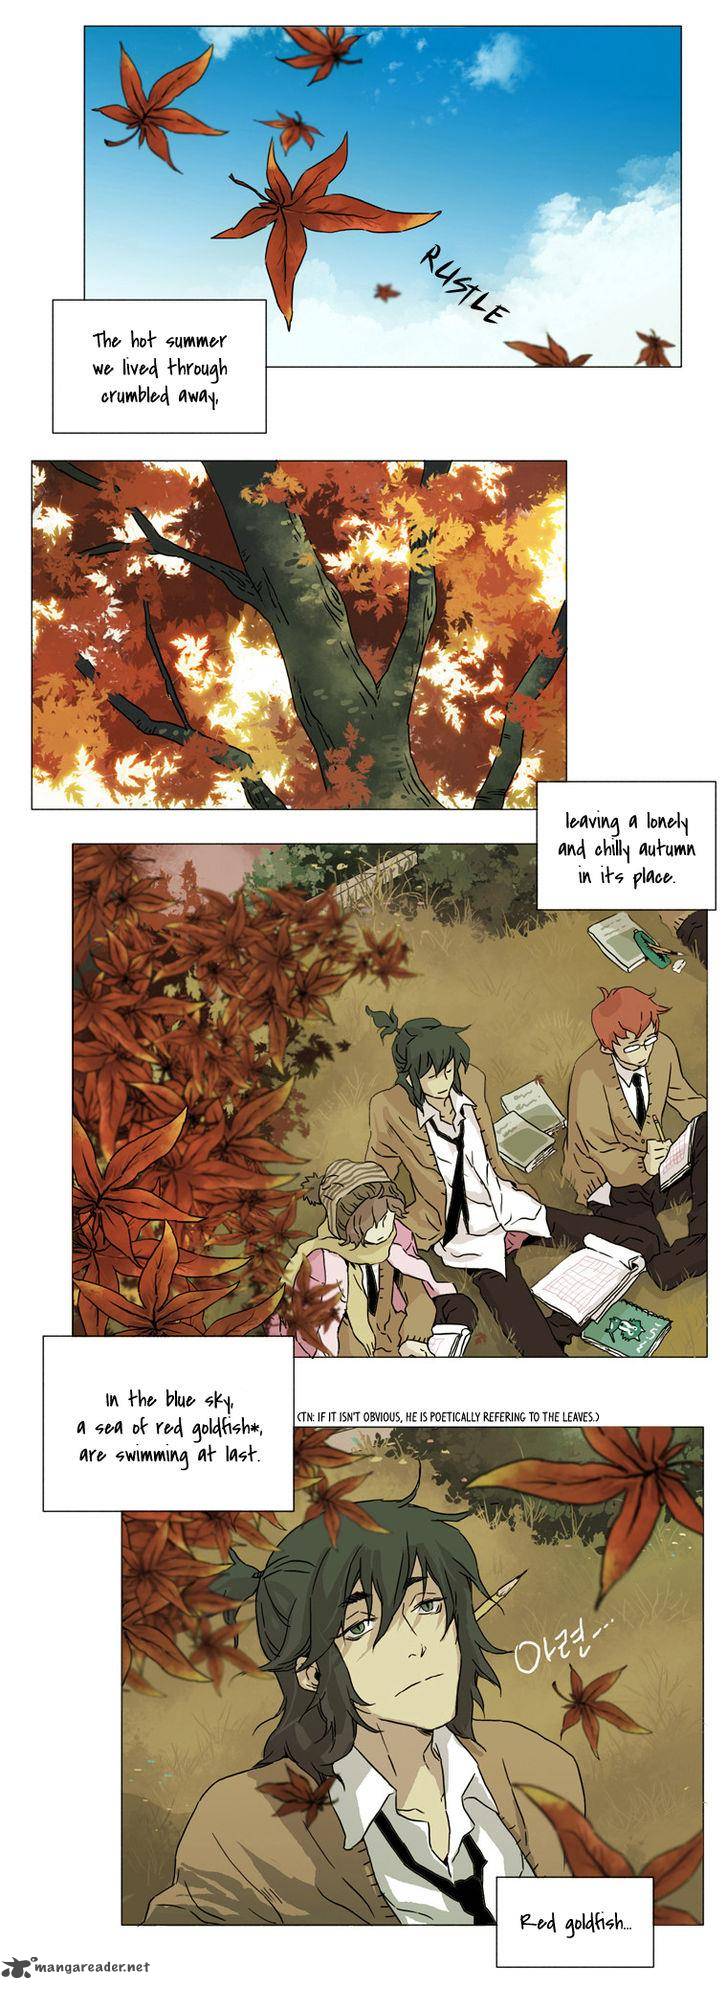 RUSTLE
The hot summer
we lived through
crumbled away,
leaving a lonely
and chilly autumn
in its place.
In the blue sky,
a sea of red goldfish*,
are swimming at last.
(TN: IF IT ISN'T OBVIOUS, HE IS POETICALLY REFERING TO THE LEAVES.)
아련...
Red goldfish...
mangareader.net